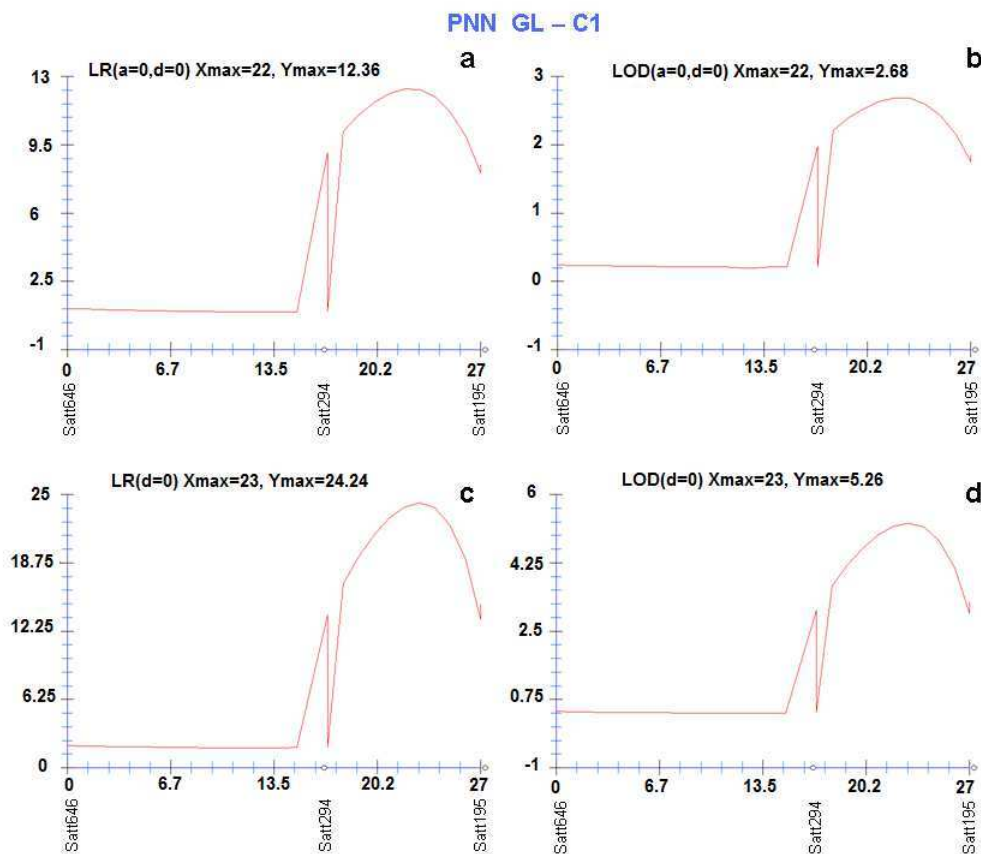 PNN GL – C1
LR(a=0,d=0) Xmax=22, Ymax=12.36
a
13
9.5
6
2.5
-1
0
6.7
13.5
20.2
27
Satt646
Satt294
Satt195
LOD(a=0,d=0) Xmax=22, Ymax=2.68
b
3
2
1
0
-1
0
6.7
13.5
20.2
27
Satt646
Satt294
Satt195
LR(d=0) Xmax=23, Ymax=24.24
c
25
18.75
12.25
6.25
0
0
6.7
13.5
20.2
27
Satt646
Satt294
Satt195
LOD(d=0) Xmax=23, Ymax=5.26
d
6
4.25
2.5
0.75
-1
0
6.7
13.5
20.2
27
Satt646
Satt294
Satt195